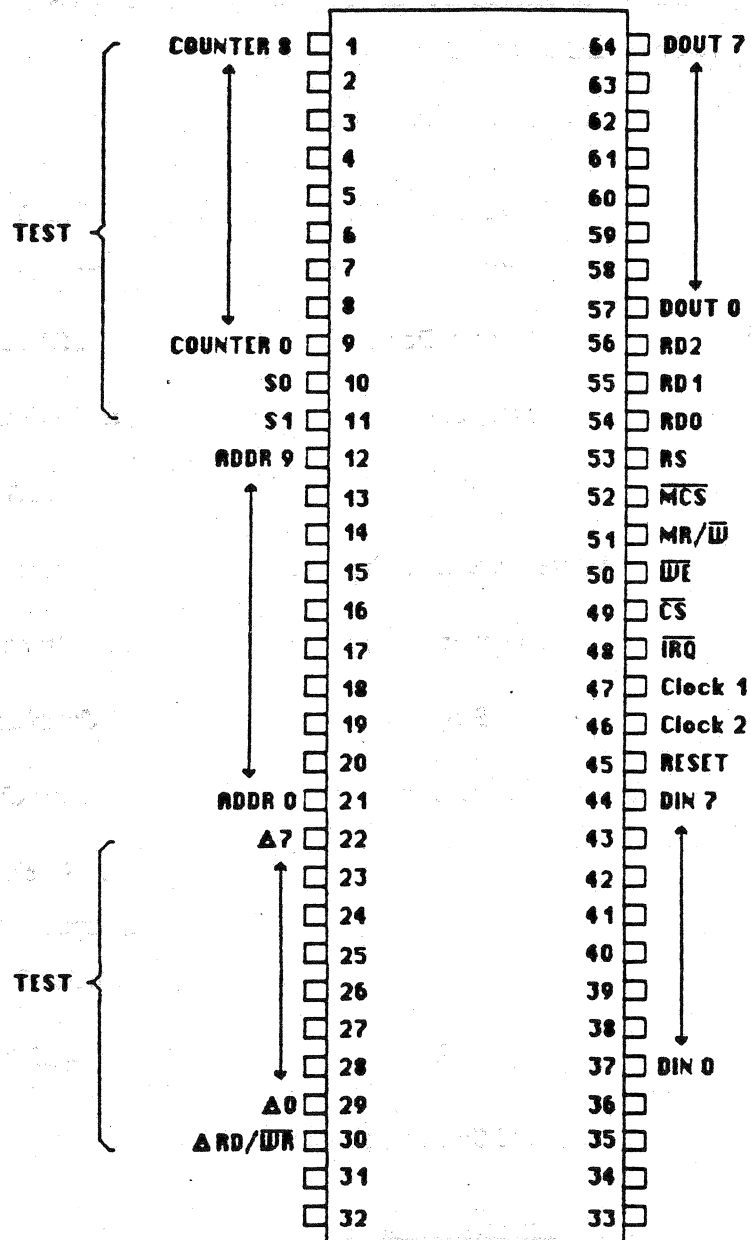 COUNTER 8 1 64 DOUT 7
2 63
3 62
4 61
5 60
TEST 6 59
7 58
8 57 DOUT 0
COUNTER 0 9 56 RD2
S0 10 55 RD1
S1 11 54 RD0
ADDR 9 12 53 RS
13 52 M̅C̅S̅
14 51 MR/W̅
15 50 W̅E̅
16 49 C̅S̅
17 48 I̅R̅Q̅
18 47 Clock 1
19 46 Clock 2
20 45 RESET
ADDR 0 21 44 DIN 7
Δ7 22 43
23 42
24 41
25 40
TEST 26 39
27 38
28 37 DIN 0
Δ0 29 36
ΔRD/W̅R̅ 30 35
31 34
32 33